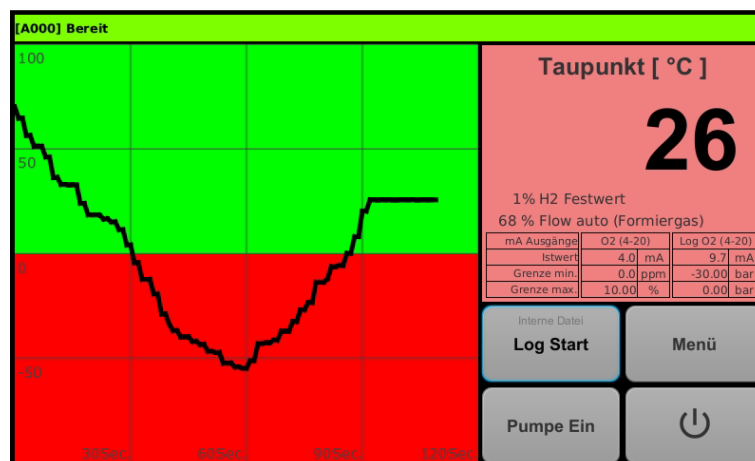 [A000] Bereit
100
50
0
-50
30Sec.
60Sec.
90Sec.
120Sec.
Taupunkt [ °C ]
26
1% H2 Festwert
68 % Flow auto (Formiergas)
mA Ausgänge O2 (4-20) Log O2 (4-20)
Istwert 4.0 mA 9.7 mA
Grenze min. 0.0 ppm -30.00 bar
Grenze max. 10.00 % 0.00 bar
Interne Datei
Log Start
Menü
Pumpe Ein